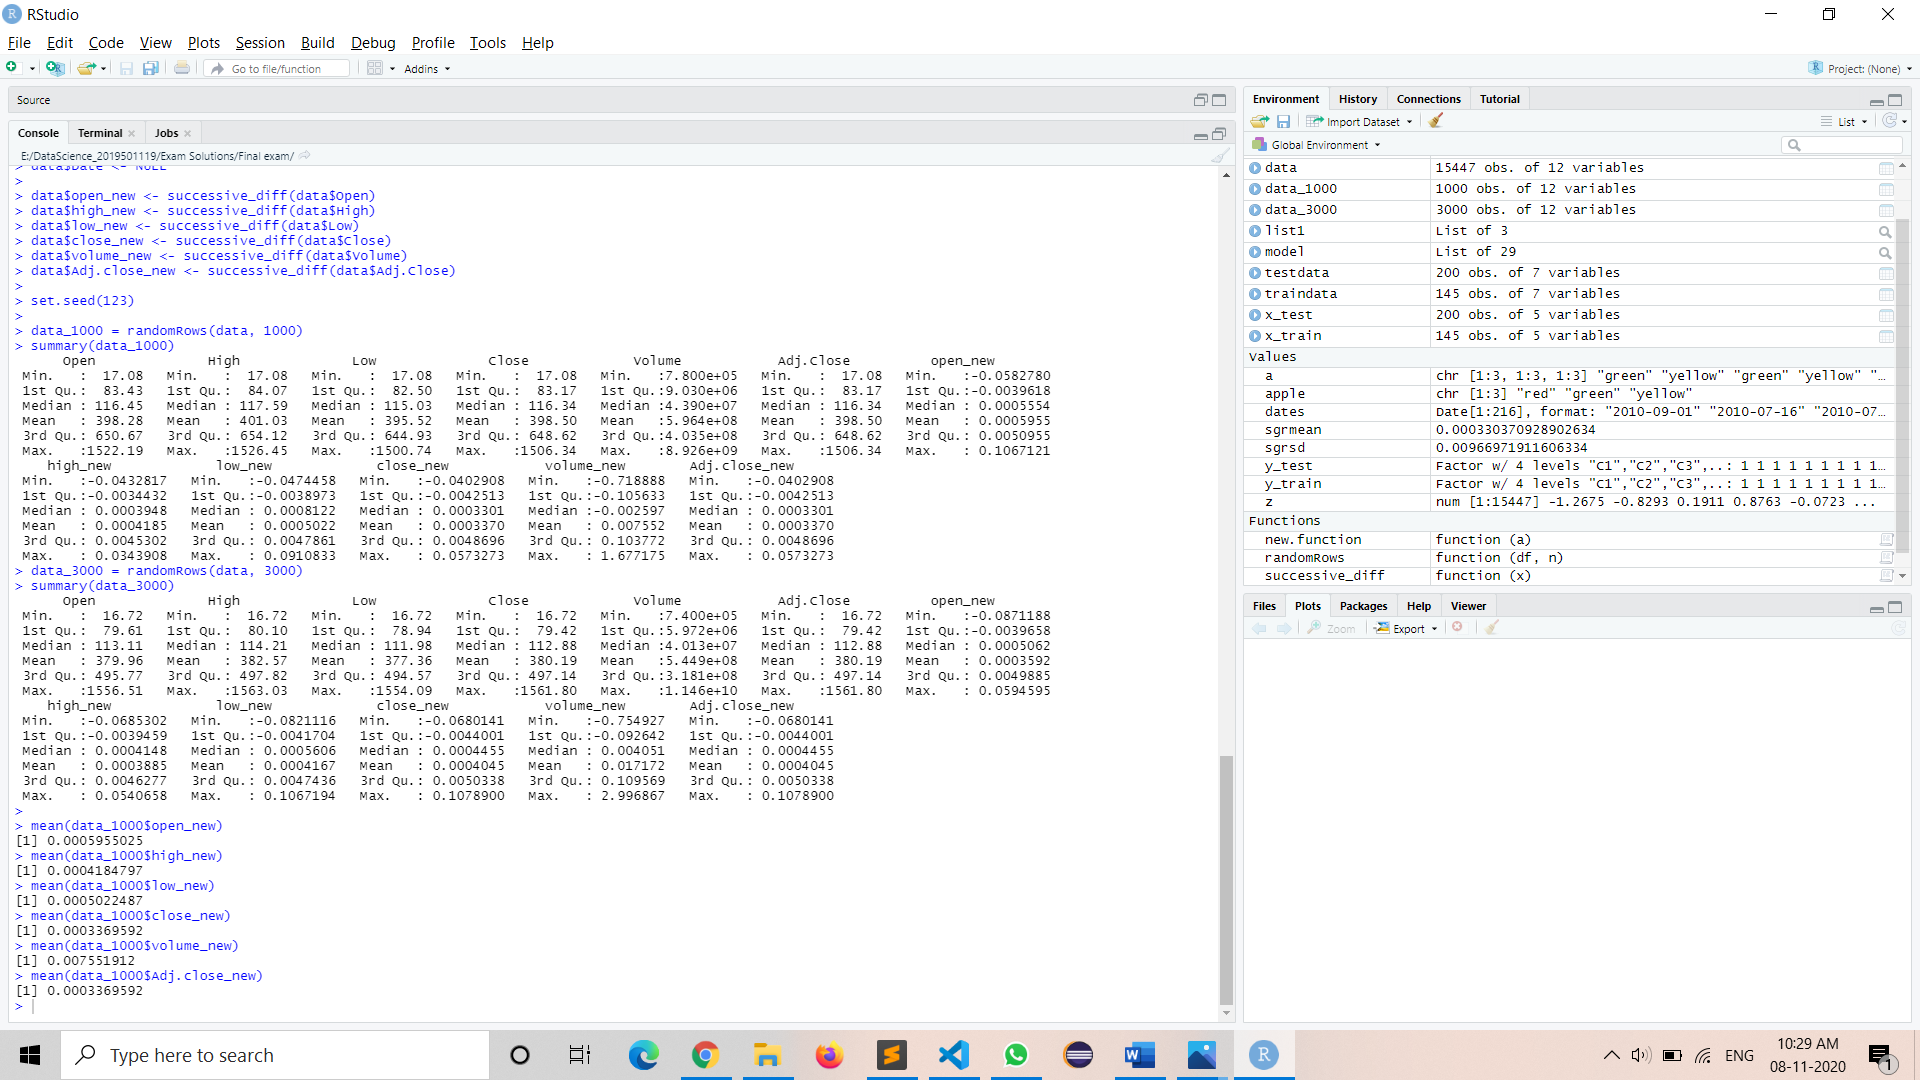 RStudio
File Edit Code View Plots Session Build Debug Profile Tools Help
Go to file/function Addins Project: (None)
Source
Console Terminal Jobs
E:/DataScience_2019501119/Exam Solutions/Final exam/
> data$Date <- NULL
>
> data$open_new <- successive_diff(data$Open)
> data$high_new <- successive_diff(data$High)
> data$low_new <- successive_diff(data$Low)
> data$close_new <- successive_diff(data$Close)
> data$volume_new <- successive_diff(data$Volume)
> data$Adj.close_new <- successive_diff(data$Adj.Close)
>
> set.seed(123)
>
> data_1000 = randomRows(data, 1000)
> summary(data_1000)
Open High Low Close Volume Adj.Close open_new
Min. : 17.08 Min. : 17.08 Min. : 17.08 Min. : 17.08 Min. :7.800e+05 Min. : 17.08 Min. :-0.0582780
1st Qu.: 83.43 1st Qu.: 84.07 1st Qu.: 82.50 1st Qu.: 83.17 1st Qu.:9.030e+06 1st Qu.: 83.17 1st Qu.:-0.0039618
Median : 116.45 Median : 117.59 Median : 115.03 Median : 116.34 Median :4.390e+07 Median : 116.34 Median : 0.0005554
Mean : 398.28 Mean : 401.03 Mean : 395.52 Mean : 398.50 Mean :5.964e+08 Mean : 398.50 Mean : 0.0005955
3rd Qu.: 650.67 3rd Qu.: 654.12 3rd Qu.: 644.93 3rd Qu.: 648.62 3rd Qu.:4.035e+08 3rd Qu.: 648.62 3rd Qu.: 0.0050955
Max. :1522.19 Max. :1526.45 Max. :1500.74 Max. :1506.34 Max. :8.926e+09 Max. :1506.34 Max. : 0.1067121
high_new low_new close_new volume_new Adj.close_new
Min. :-0.0432817 Min. :-0.0474458 Min. :-0.0402908 Min. :-0.718888 Min. :-0.0402908
1st Qu.:-0.0034432 1st Qu.:-0.0038973 1st Qu.:-0.0042513 1st Qu.:-0.105633 1st Qu.:-0.0042513
Median : 0.0003948 Median : 0.0008122 Median : 0.0003301 Median :-0.002597 Median : 0.0003301
Mean : 0.0004185 Mean : 0.0005022 Mean : 0.0003370 Mean : 0.007552 Mean : 0.0003370
3rd Qu.: 0.0045302 3rd Qu.: 0.0047861 3rd Qu.: 0.0048696 3rd Qu.: 0.103772 3rd Qu.: 0.0048696
Max. : 0.0343908 Max. : 0.0910833 Max. : 0.0573273 Max. : 1.677175 Max. : 0.0573273
> data_3000 = randomRows(data, 3000)
> summary(data_3000)
Open High Low Close Volume Adj.Close open_new
Min. : 16.72 Min. : 16.72 Min. : 16.72 Min. : 16.72 Min. :7.400e+05 Min. : 16.72 Min. :-0.0871188
1st Qu.: 79.61 1st Qu.: 80.10 1st Qu.: 78.94 1st Qu.: 79.42 1st Qu.:5.972e+06 1st Qu.: 79.42 1st Qu.:-0.0039658
Median : 113.11 Median : 114.21 Median : 111.98 Median : 112.88 Median :4.013e+07 Median : 112.88 Median : 0.0005062
Mean : 379.96 Mean : 382.57 Mean : 377.36 Mean : 380.19 Mean :5.449e+08 Mean : 380.19 Mean : 0.0003592
3rd Qu.: 495.77 3rd Qu.: 497.82 3rd Qu.: 494.57 3rd Qu.: 497.14 3rd Qu.:3.181e+08 3rd Qu.: 497.14 3rd Qu.: 0.0049885
Max. :1556.51 Max. :1563.03 Max. :1554.09 Max. :1561.80 Max. :1.146e+10 Max. :1561.80 Max. : 0.0594595
high_new low_new close_new volume_new Adj.close_new
Min. :-0.0685302 Min. :-0.0821116 Min. :-0.0680141 Min. :-0.754927 Min. :-0.0680141
1st Qu.:-0.0039459 1st Qu.:-0.0041704 1st Qu.:-0.0044001 1st Qu.:-0.092642 1st Qu.:-0.0044001
Median : 0.0004148 Median : 0.0005606 Median : 0.0004455 Median : 0.004051 Median : 0.0004455
Mean : 0.0003885 Mean : 0.0004167 Mean : 0.0004045 Mean : 0.017172 Mean : 0.0004045
3rd Qu.: 0.0046277 3rd Qu.: 0.0047436 3rd Qu.: 0.0050338 3rd Qu.: 0.109569 3rd Qu.: 0.0050338
Max. : 0.0540658 Max. : 0.1067194 Max. : 0.1078900 Max. : 2.996867 Max. : 0.1078900
>
> mean(data_1000$open_new)
[1] 0.0005955025
> mean(data_1000$high_new)
[1] 0.0004184797
> mean(data_1000$low_new)
[1] 0.0005022487
> mean(data_1000$close_new)
[1] 0.0003369592
> mean(data_1000$volume_new)
[1] 0.007551912
> mean(data_1000$Adj.close_new)
[1] 0.0003369592
>
Environment History Connections Tutorial
Import Dataset List
Global Environment
data 15447 obs. of 12 variables
data_1000 1000 obs. of 12 variables
data_3000 3000 obs. of 12 variables
list1 List of 3
model List of 29
testdata 200 obs. of 7 variables
traindata 145 obs. of 7 variables
x_test 200 obs. of 5 variables
x_train 145 obs. of 5 variables
Values
a chr [1:3, 1:3, 1:3] "green" "yellow" "green" "yellow" "…
apple chr [1:3] "red" "green" "yellow"
dates Date[1:216], format: "2010-09-01" "2010-07-16" "2010-07…
sgrmean 0.000330370928902634
sgrsd 0.00966971911606334
y_test Factor w/ 4 levels "C1","C2","C3",..: 1 1 1 1 1 1 1 1 1…
y_train Factor w/ 4 levels "C1","C2","C3",..: 1 1 1 1 1 1 1 1 1…
z num [1:15447] -1.2675 -0.8293 0.1911 0.8763 -0.0723 ...
Functions
new.function function (a)
randomRows function (df, n)
successive_diff function (x)
Files Plots Packages Help Viewer
Zoom Export
Type here to search
ENG
10:29 AM
08-11-2020
1